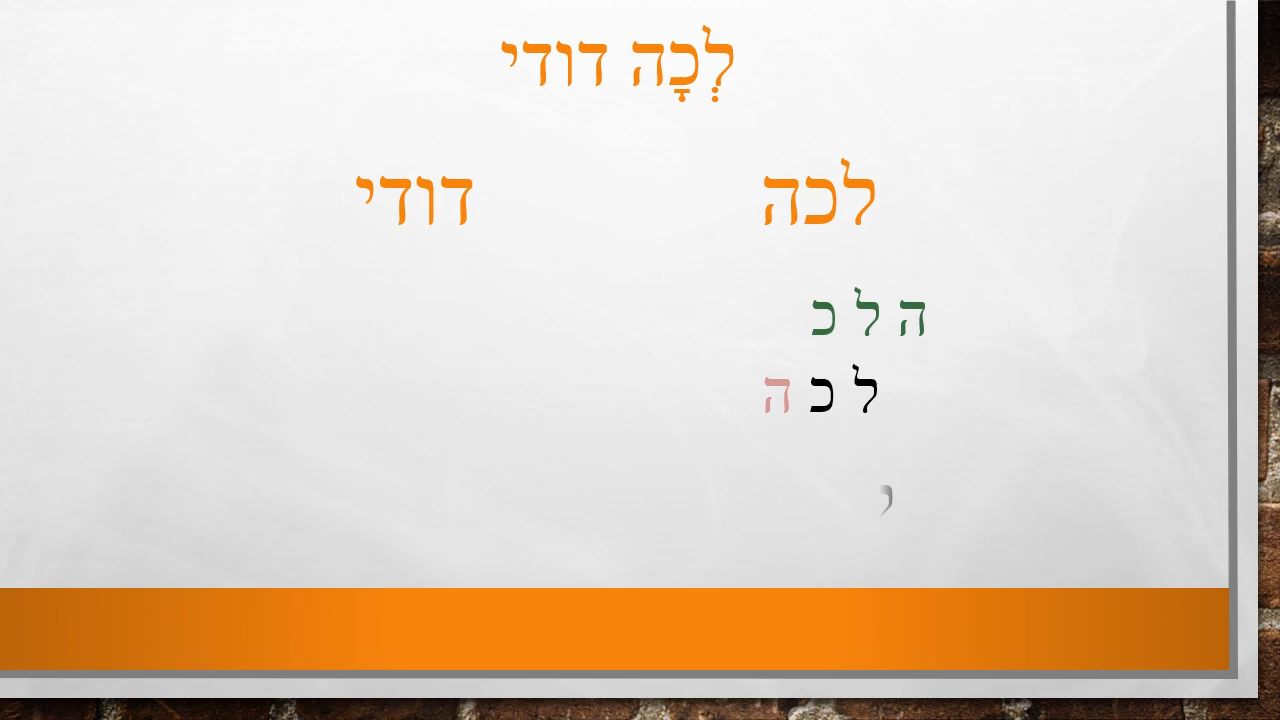 לְכָה דודי
לכה דודי
ה ל כ
ל כ ה
י